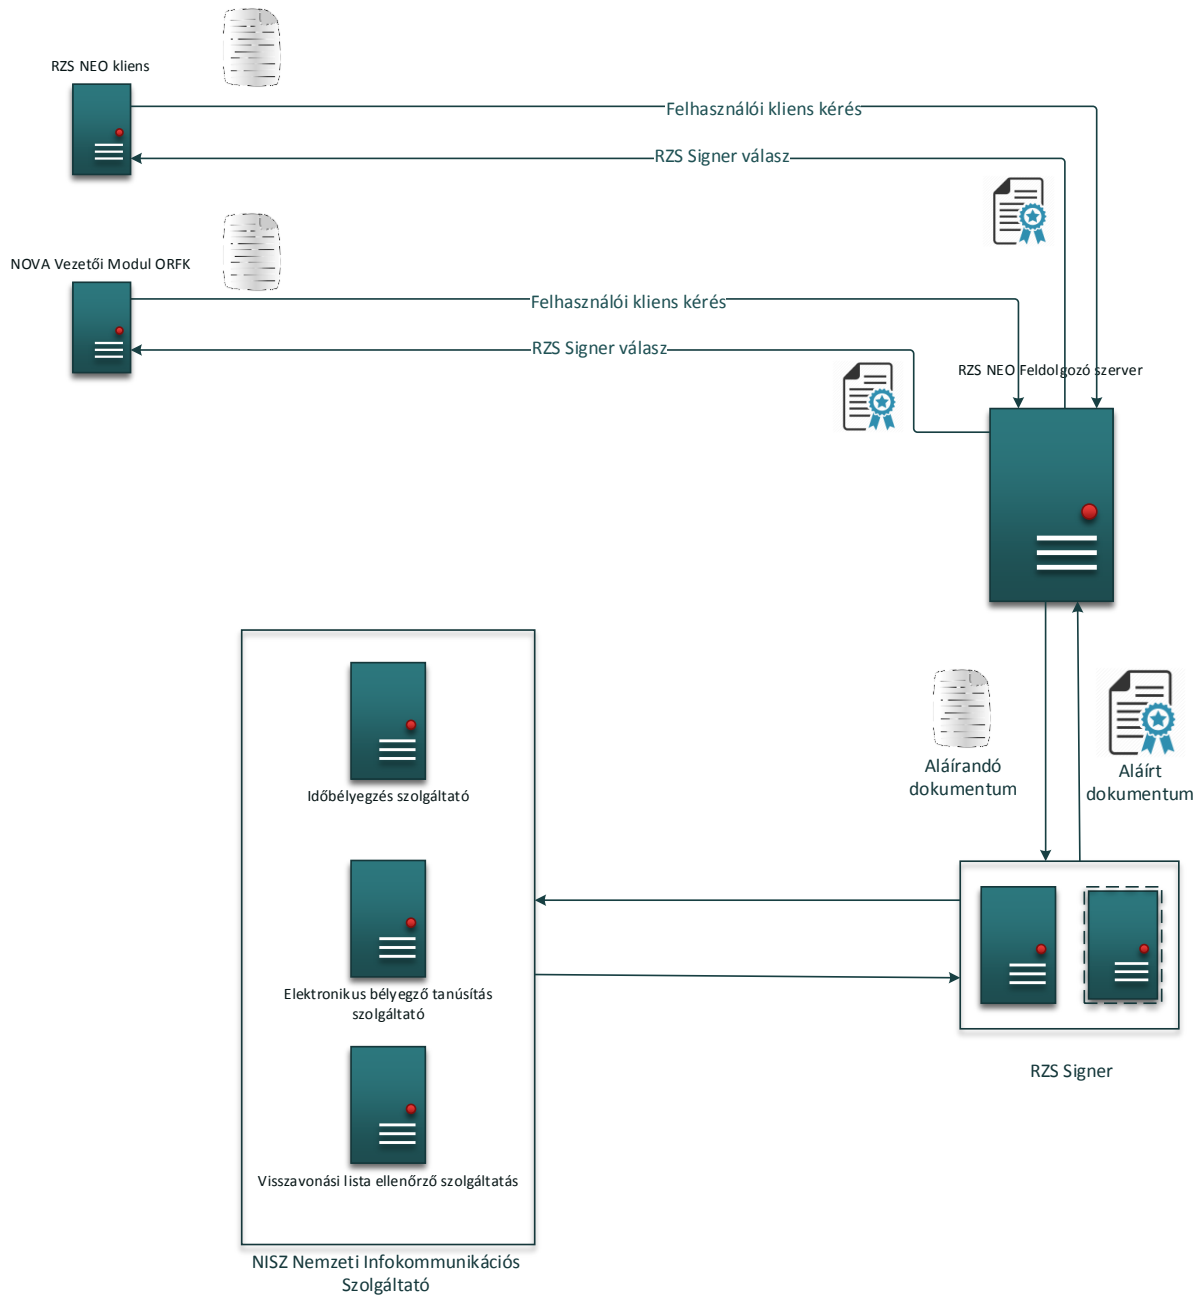 RZS NEO kliens
Felhasználói kliens kérés
RZS Signer válasz
NOVA Vezetői Modul ORFK
Felhasználói kliens kérés
RZS Signer válasz
RZS NEO Feldolgozó szerver
Aláírandó
dokumentum
Aláírt
dokumentum
Időbélyegzés szolgáltató
Elektronikus bélyegző tanúsítás
szolgáltató
Visszavonási lista ellenőrző szolgáltatás
RZS Signer
NISZ Nemzeti Infokommunikációs
Szolgáltató